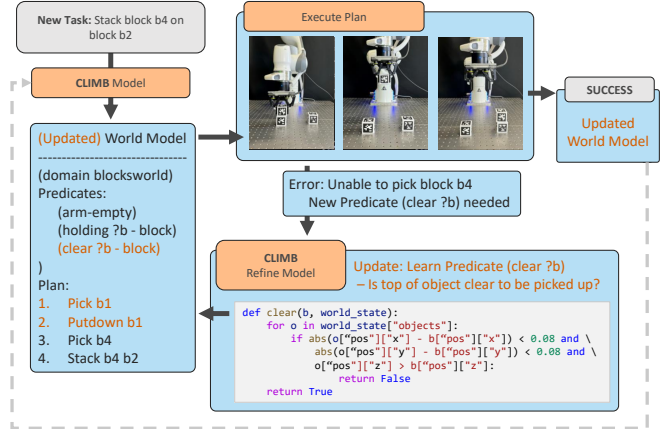 New Task: Stack block b4 on
block b2
CLIMB Model
(Updated) World Model
--------------------------------
(domain blocksworld)
Predicates:
(arm-empty)
(holding ?b - block)
(clear ?b - block)
)
Plan:
1. Pick b1
2. Putdown b1
3. Pick b4
4. Stack b4 b2
Execute Plan
SUCCESS
Updated
World Model
Error: Unable to pick block b4
New Predicate (clear ?b) needed
CLIMB
Refine Model
Update: Learn Predicate (clear ?b)
– Is top of object clear to be picked up?
def clear(b, world_state):
for o in world_state["objects"]:
if abs(o[“pos"]["x"] - b[“pos"]["x"]) < 0.08 and \
abs(o[“pos"]["y"] - b[“pos"]["y"]) < 0.08 and \
o[“pos"]["z"] > b[“pos"]["z"]:
return False
return True